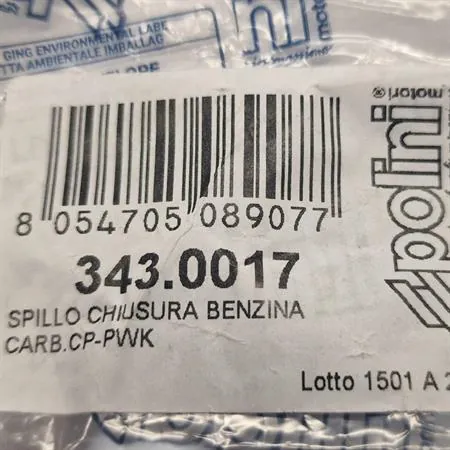 GING ENVIRONMENTAL LABEL
TTA AMBIENTALE IMBALLAG
8 054705 089077
343.0017
SPILLO CHIUSURA BENZINA
CARB.CP-PWK
Lotto 1501 A 2
polini
motori®